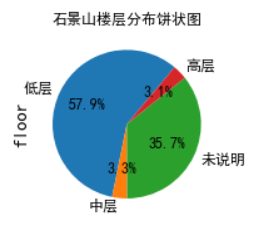 石景山楼层分布饼状图
高层
3.1%
低层
57.9%
floor
35.7%
未说明
3.3%
中层